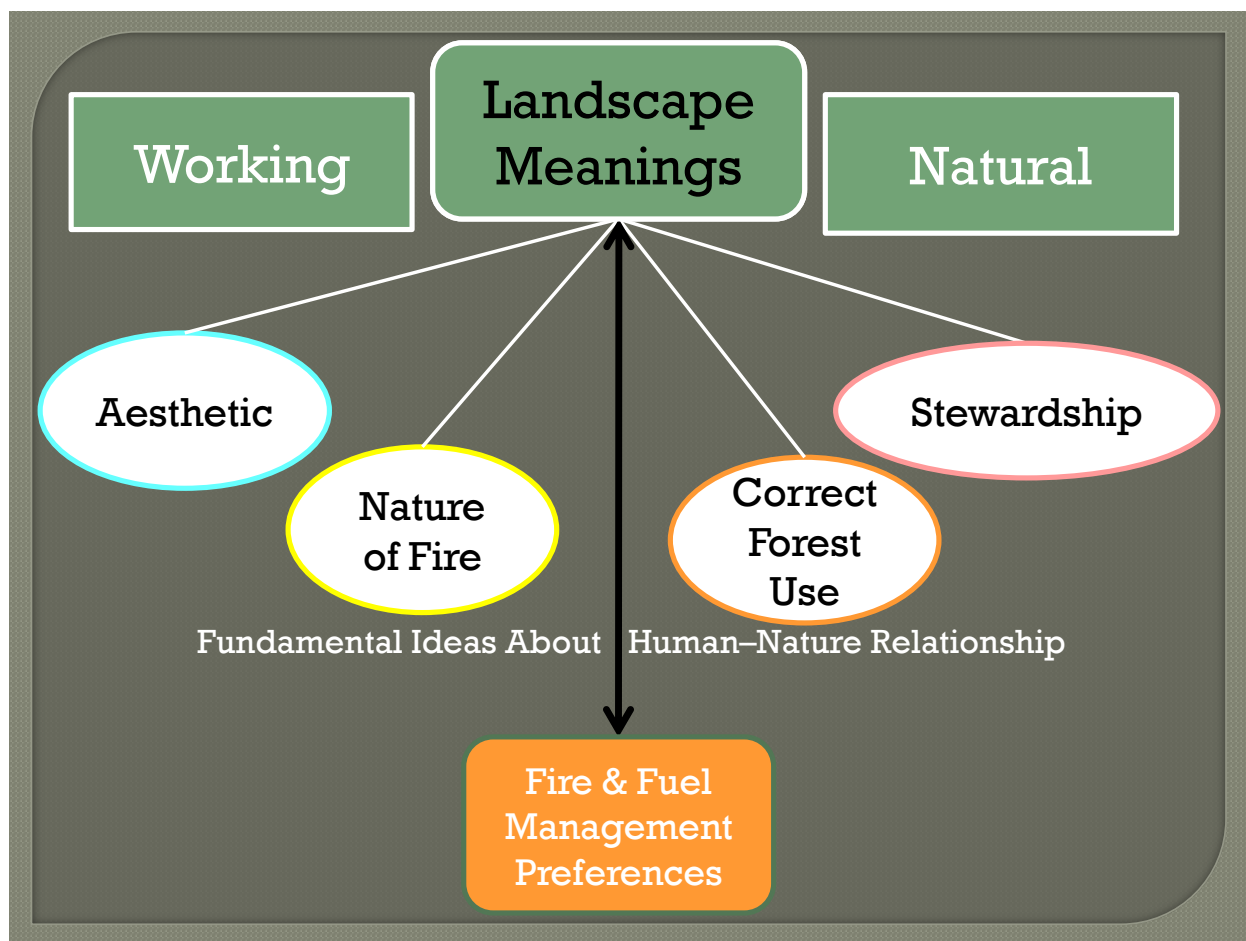 Landscape
Meanings
Working
Natural
Aesthetic
Stewardship
Nature
of Fire
Correct
Forest
Use
Fundamental Ideas About Human–Nature Relationship
Fire & Fuel
Management
Preferences